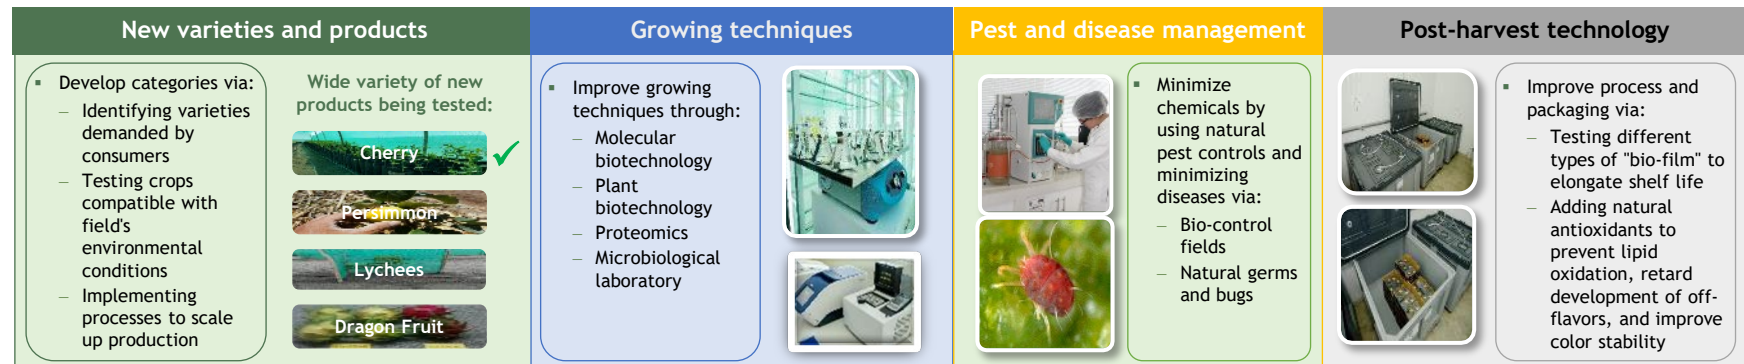 New varieties and products
▪ Develop categories via:
– Identifying varieties
demanded by
consumers
– Testing crops
compatible with
field's
environmental
conditions
– Implementing
processes to scale
up production
Wide variety of new
products being tested:
Cherry
Persimmon
Lychees
Dragon Fruit
Growing techniques
▪ Improve growing
techniques through:
– Molecular
biotechnology
– Plant
biotechnology
– Proteomics
– Microbiological
laboratory
Pest and disease management
▪ Minimize
chemicals by
using natural
pest controls and
minimizing
diseases via:
– Bio-control
fields
– Natural germs
and bugs
Post-harvest technology
▪ Improve process and
packaging via:
– Testing different
types of "bio-film" to
elongate shelf life
– Adding natural
antioxidants to
prevent lipid
oxidation, retard
development of off-
flavors, and improve
color stability